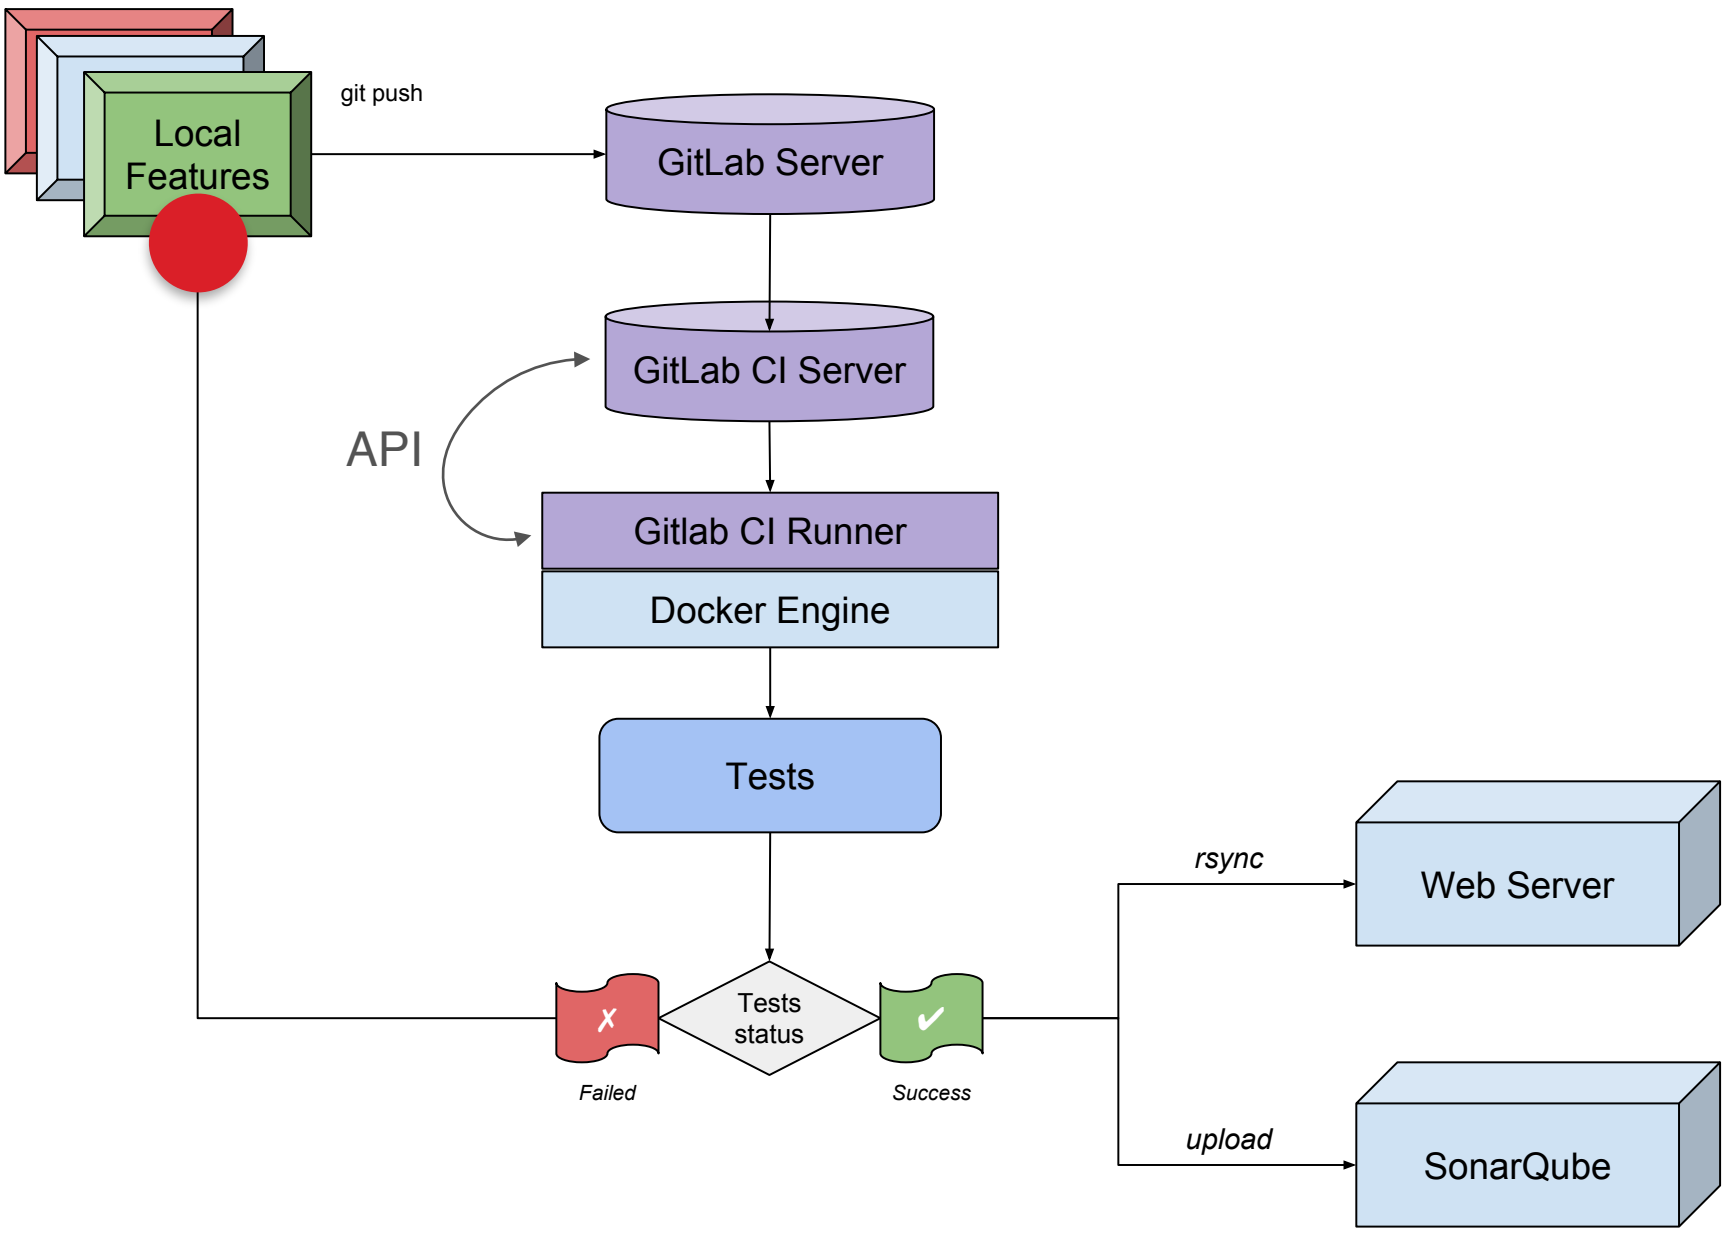 Local
Features
git push
GitLab Server
GitLab CI Server
API
Gitlab CI Runner
Docker Engine
Tests
rsync
Web Server
✗
Tests
status
✔
Failed
Success
upload
SonarQube